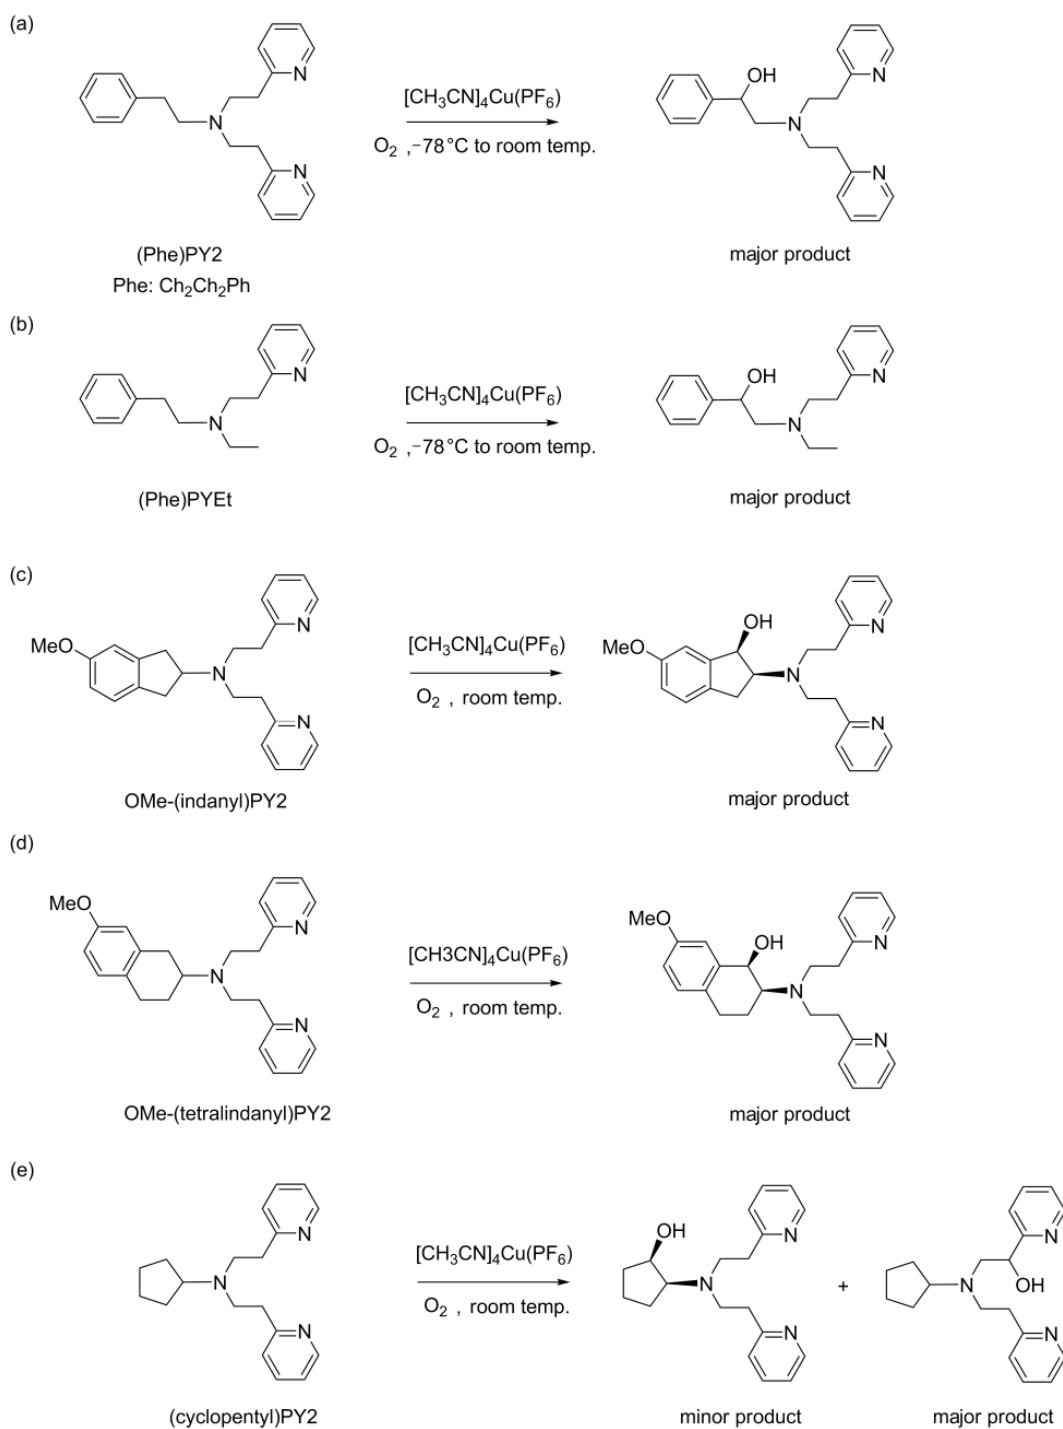 (a)
N
N
N
[CH₃CN]₄Cu(PF₆)
O₂ ,−78°C to room temp.
OH
N
N
N
(Phe)PY2
Phe: Ch₂Ch₂Ph
major product
(b)
N
N
[CH₃CN]₄Cu(PF₆)
O₂ ,−78°C to room temp.
OH
N
N
(Phe)PYEt
major product
(c)
MeO
N
N
N
[CH₃CN]₄Cu(PF₆)
O₂ , room temp.
MeO
OH
N
N
N
OMe-(indanyl)PY2
major product
(d)
MeO
N
N
N
[CH3CN]₄Cu(PF₆)
O₂ , room temp.
MeO
OH
N
N
N
OMe-(tetralindanyl)PY2
major product
(e)
N
N
N
[CH₃CN]₄Cu(PF₆)
O₂ , room temp.
OH
N
N
N
+
N
N
OH
N
(cyclopentyl)PY2
minor product
major product